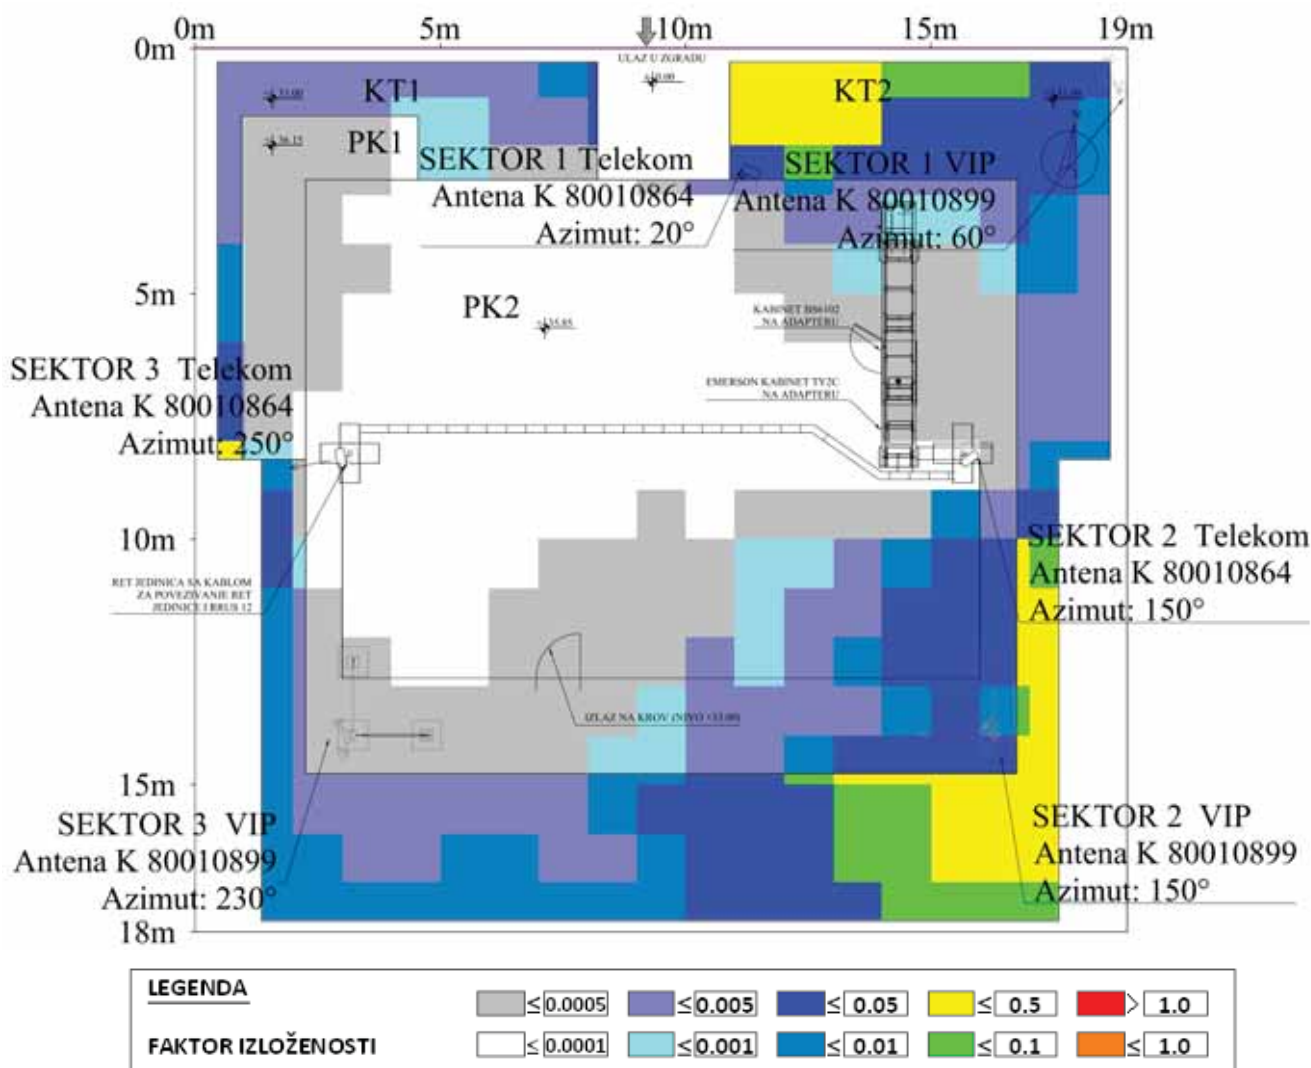 0m 5m 10m 15m 19m
0m
ULAZ U ZGRADU
KT1
KT2
PK1
SEKTOR 1 Telekom
Antena K 80010864
Azimut: 20°
SEKTOR 1 VIP
Antena K 80010899
Azimut: 60°
5m
PK2
KABINET BS6102
NA ADAPTERU
SEKTOR 3 Telekom
Antena K 80010864
Azimut: 250°
EMERSON KABINET TY2C
NA ADAPTERU
10m
SEKTOR 2 Telekom
Antena K 80010864
Azimut: 150°
RET JEDINICA SA KABLOM
ZA POVEZIVANJE RET
JEDINICE I RRUS 12
IZLAZ NA KROV (NIVO +33.00)
15m
SEKTOR 3 VIP
Antena K 80010899
Azimut: 230°
SEKTOR 2 VIP
Antena K 80010899
Azimut: 150°
18m
LEGENDA
≤ 0.0005 ≤ 0.005 ≤ 0.05 ≤ 0.5 > 1.0
FAKTOR IZLOŽENOSTI
≤ 0.0001 ≤ 0.001 ≤ 0.01 ≤ 0.1 ≤ 1.0